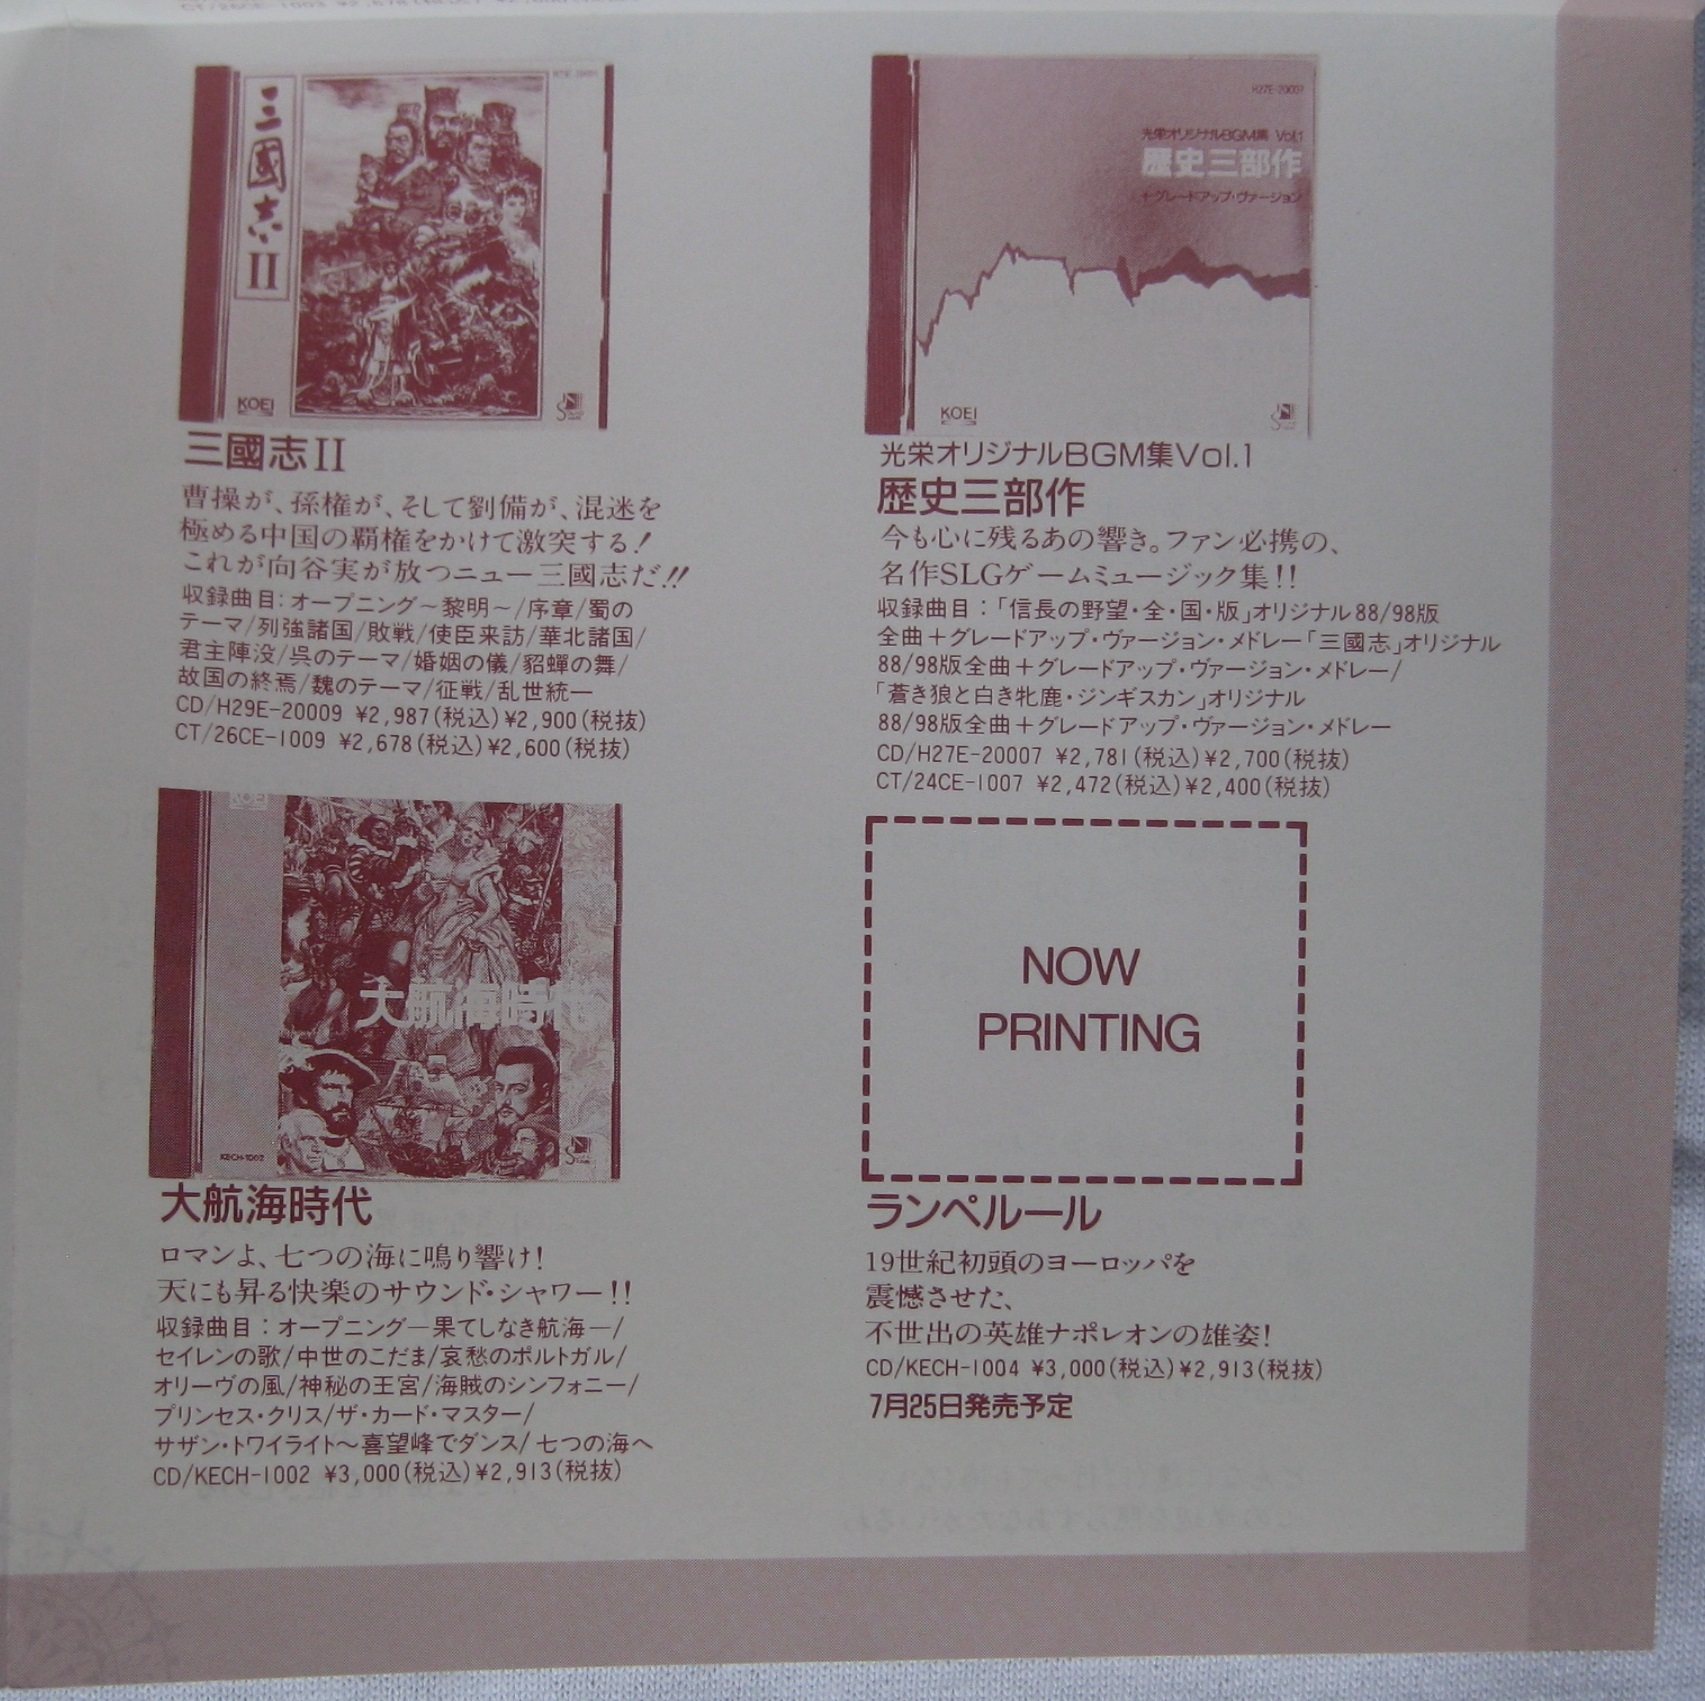 三國志II
KOEI
三國志II
曹操が、孫権が、そして劉備が、混迷を
極める中国の覇権をかけて激突する!
これが向谷実が放つニュー三國志だ!!
収録曲目:オープニング〜黎明〜/序章/蜀の
テーマ/列強諸国/敗戦/使臣来訪/華北諸国/
君主陣没/呉のテーマ/婚姻の儀/貂蟬の舞/
故国の終焉/魏のテーマ/征戦/乱世統一
CD/H29E-20009 ¥2,987(税込)¥2,900(税抜)
CT/26CE-1009 ¥2,678(税込)¥2,600(税抜)
H27E-20007
光栄オリジナルBGM集 Vol.1
歴史三部作
+グレードアップ・ヴァージョン
KOEI
光栄オリジナルBGM集Vol.1
歴史三部作
今も心に残るあの響き。ファン必携の、
名作SLGゲームミュージック集!!
収録曲目:「信長の野望・全・国・版」オリジナル88/98版
全曲+グレードアップ・ヴァージョン・メドレー「三國志」オリジナル
88/98版全曲+グレードアップ・ヴァージョン・メドレー/
「蒼き狼と白き牝鹿・ジンギスカン」オリジナル
88/98版全曲+グレードアップ・ヴァージョン・メドレー
CD/H27E-20007 ¥2,781(税込)¥2,700(税抜)
CT/24CE-1007 ¥2,472(税込)¥2,400(税抜)
KOEI
大航海時代
KECH-1002
大航海時代
ロマンよ、七つの海に鳴り響け!
天にも昇る快楽のサウンド・シャワー!!
収録曲目:オープニング―果てしなき航海―/
セイレンの歌/中世のこだま/哀愁のポルトガル/
オリーヴの風/神秘の王宮/海賊のシンフォニー/
プリンセス・クリス/ザ・カード・マスター/
サザン・トワイライト〜喜望峰でダンス/七つの海へ
CD/KECH-1002 ¥3,000(税込)¥2,913(税抜)
NOW
PRINTING
ランペルール
19世紀初頭のヨーロッパを
震憾させた、
不世出の英雄ナポレオンの雄姿!
CD/KECH-1004 ¥3,000(税込)¥2,913(税抜)
7月25日発売予定